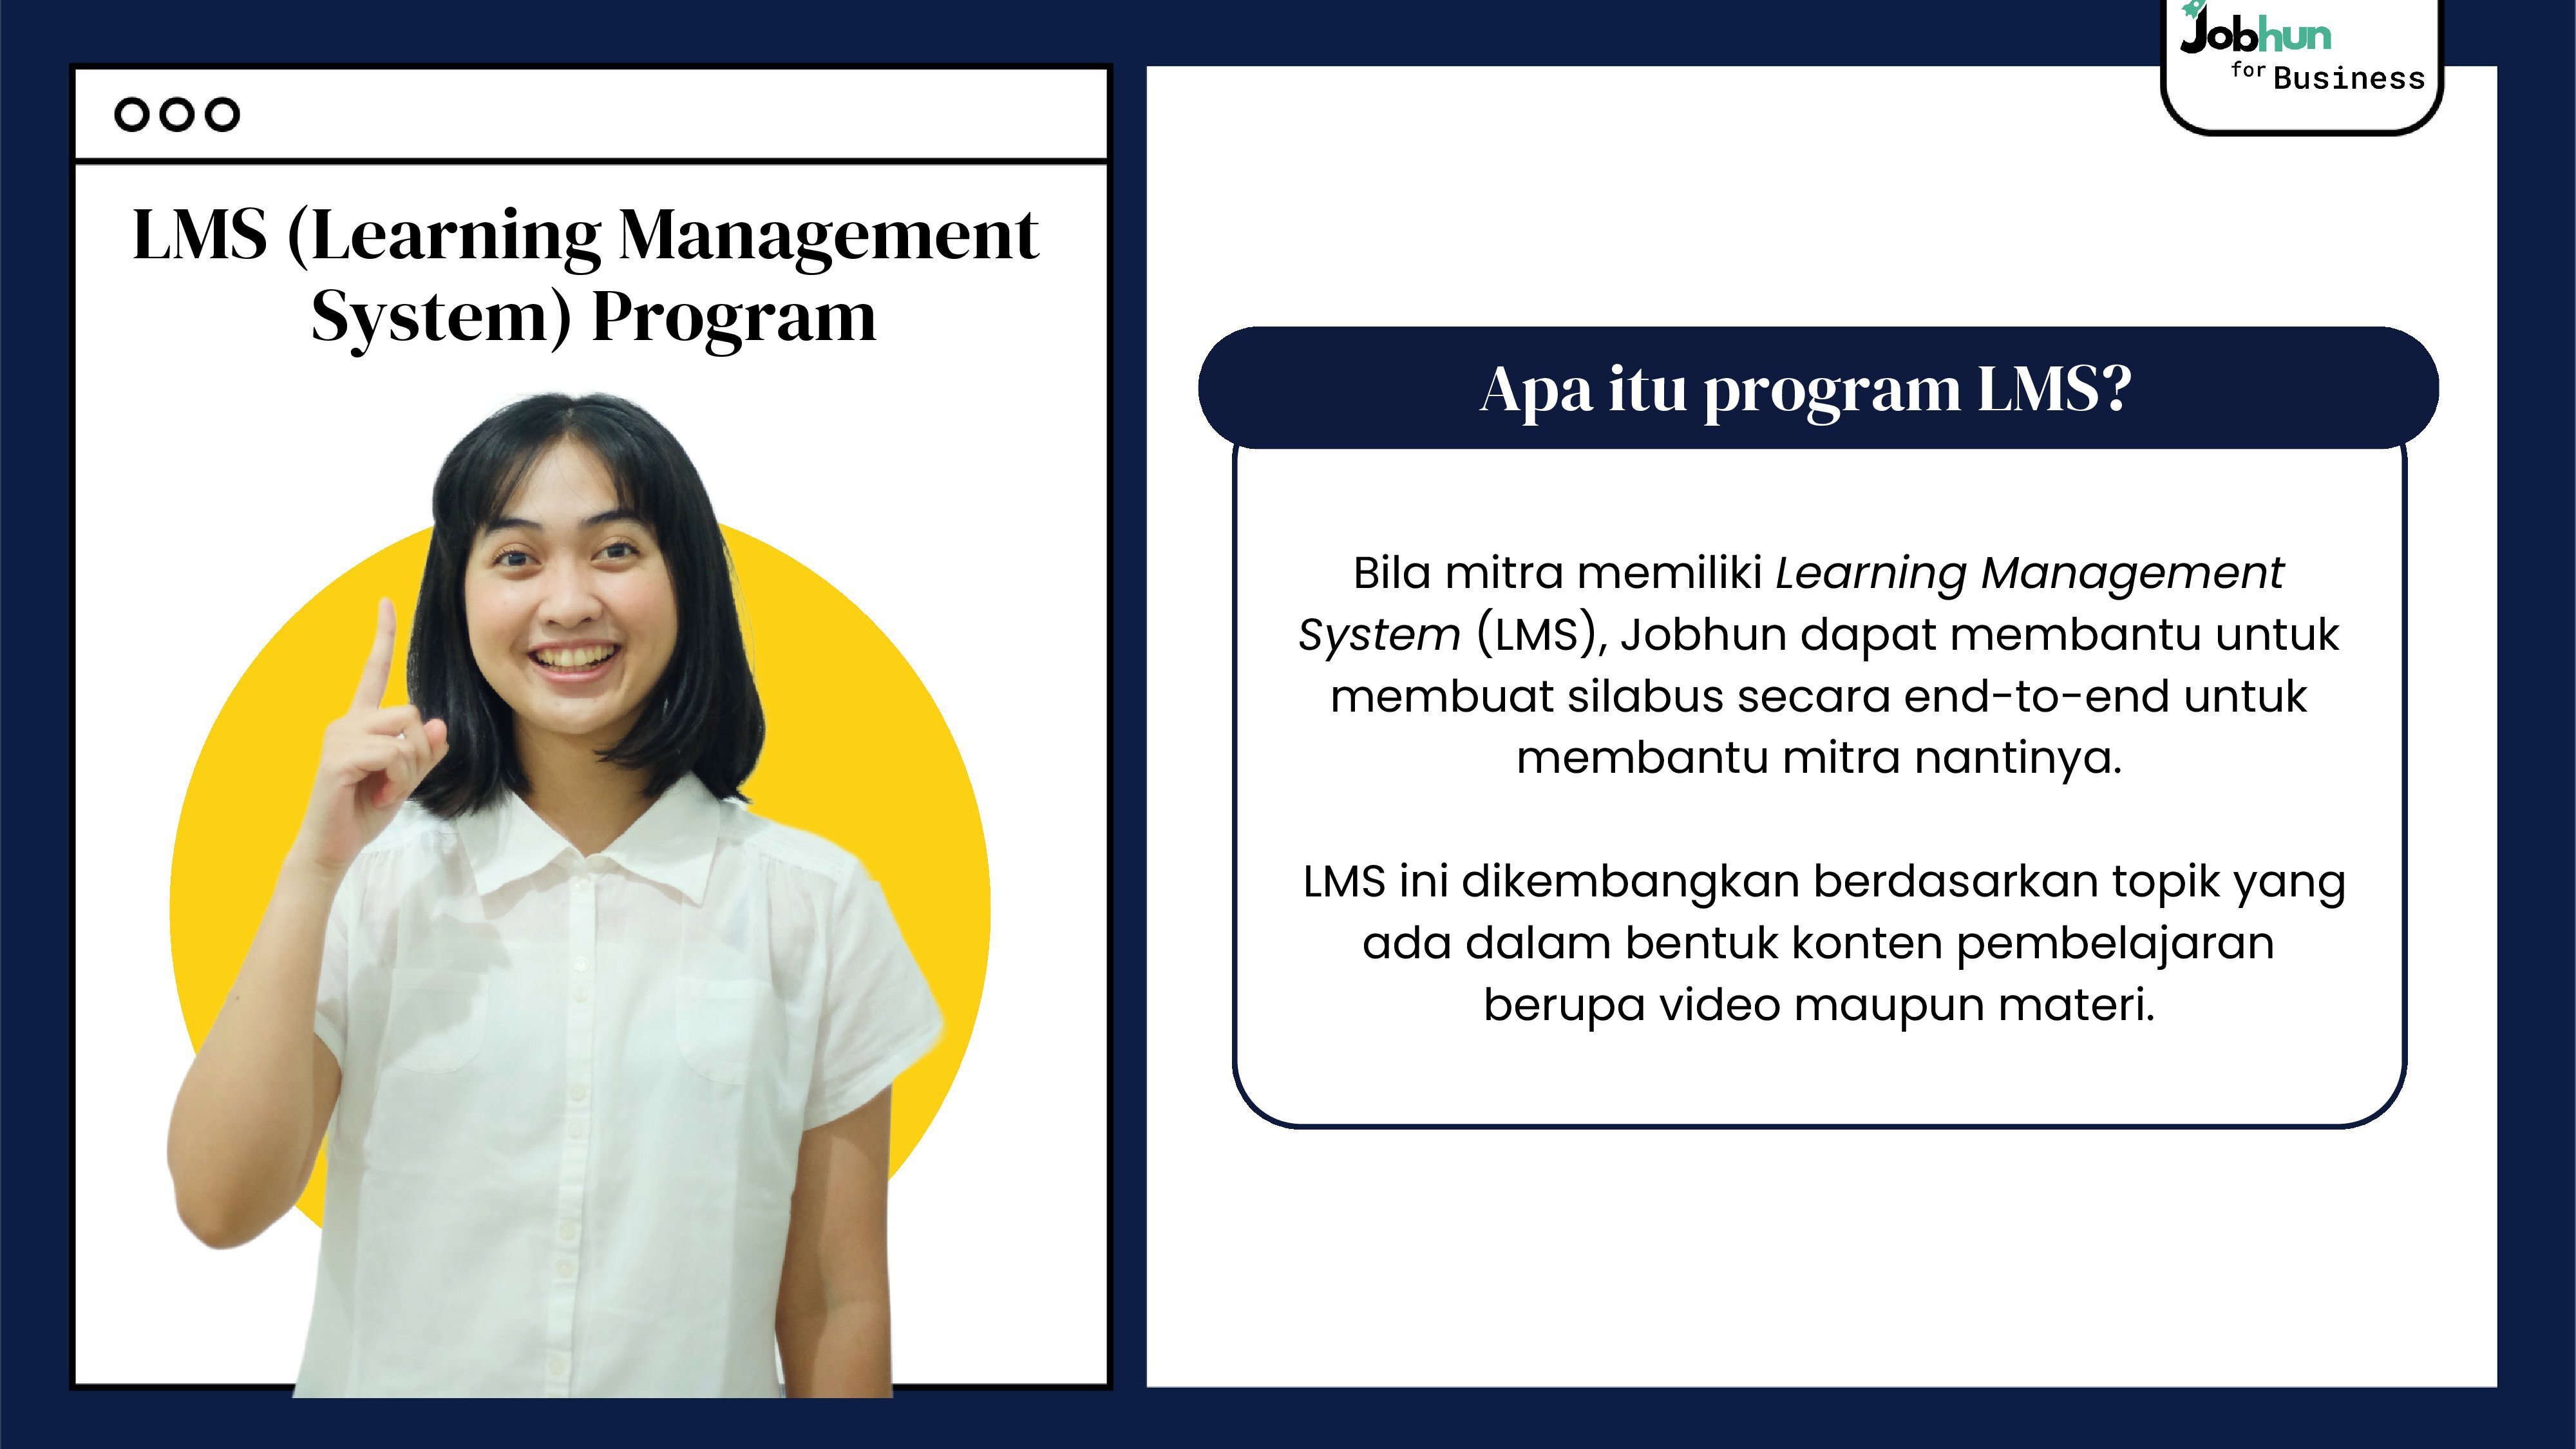 Jobhun
for Business
LMS (Learning Management
System) Program
Apa itu program LMS?
Bila mitra memiliki Learning Management
System (LMS), Jobhun dapat membantu untuk
membuat silabus secara end-to-end untuk
membantu mitra nantinya.
LMS ini dikembangkan berdasarkan topik yang
ada dalam bentuk konten pembelajaran
berupa video maupun materi.